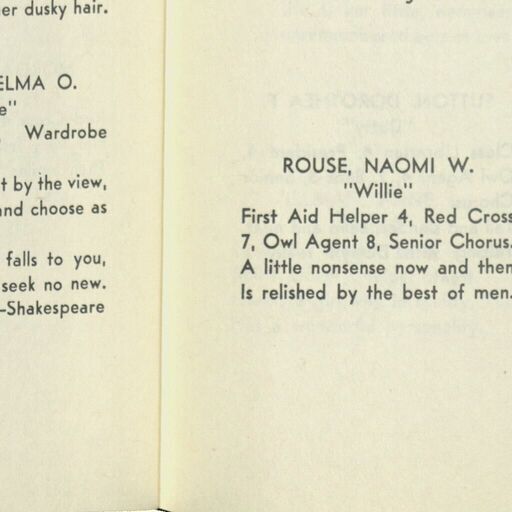 er dusky hair.
ELMA O.
e"
Wardrobe
t by the view,
and choose as
falls to you,
seek no new.
—Shakespeare
ROUSE, NAOMI W.
"Willie"
First Aid Helper 4, Red Cross
7, Owl Agent 8, Senior Chorus.
A little nonsense now and then
Is relished by the best of men.